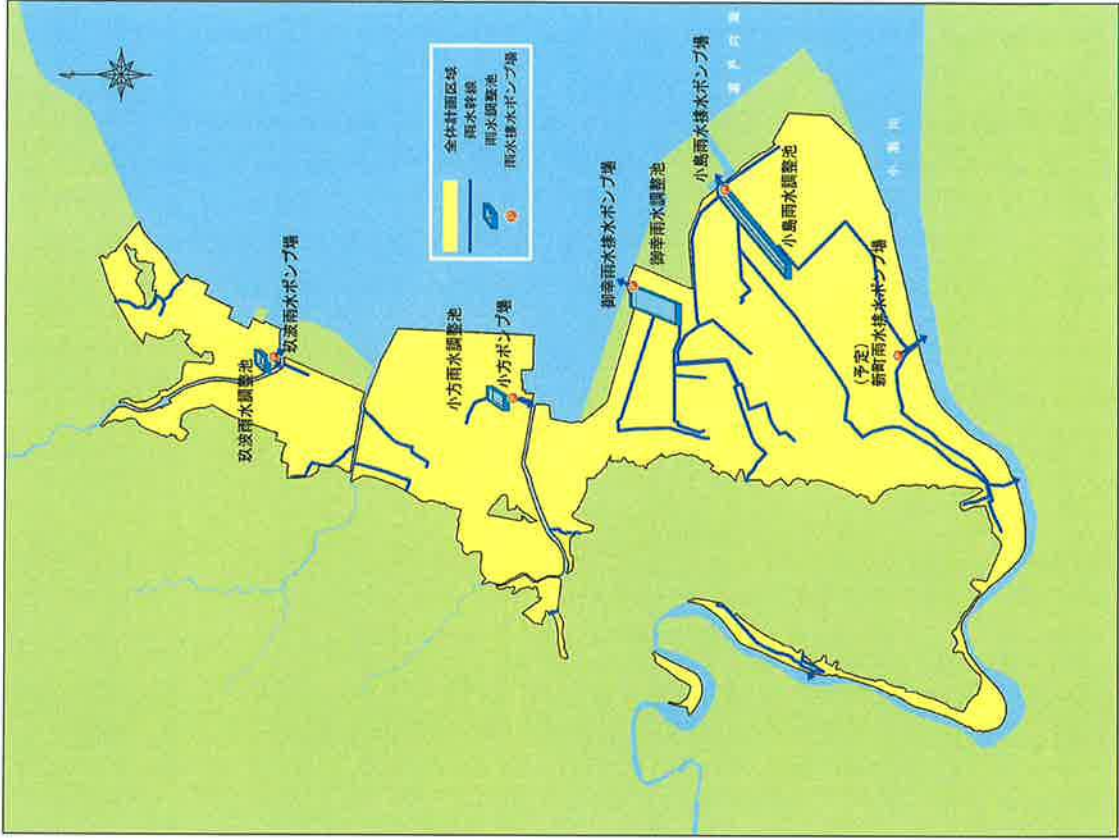 全体計画区域
雨水幹線
雨水調整池
雨水排水ポンプ場
玖波雨水調整池
玖波雨水ポンプ場
小方雨水調整池
小方ポンプ場
御幸雨水排水ポンプ場
御幸雨水調整池
小島雨水排水ポンプ場
小島雨水調整池
(予定)
新町雨水排水ポンプ場